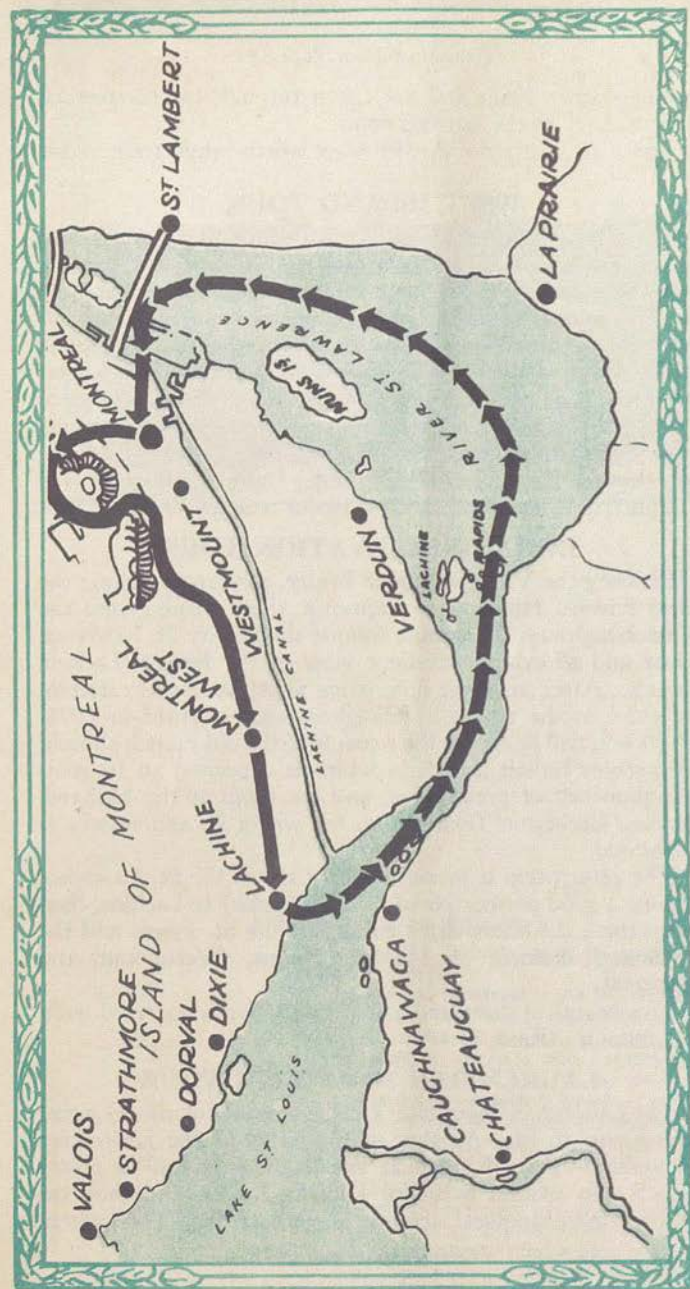 VALOIS
STRATHMORE
ISLAND OF MONTREAL
DORVAL
DIXIE
LACHINE
MONTREAL
WEST
WESTMOUNT
MONTREAL
ST LAMBERT
LACHINE CANAL
LAKE ST LOUIS
VERDUN
NUNS IS
RIVER ST LAWRENCE
LACHINE
RAPIDS
CAUGHNAWAGA
CHATEAUGUAY
LAPRAIRIE